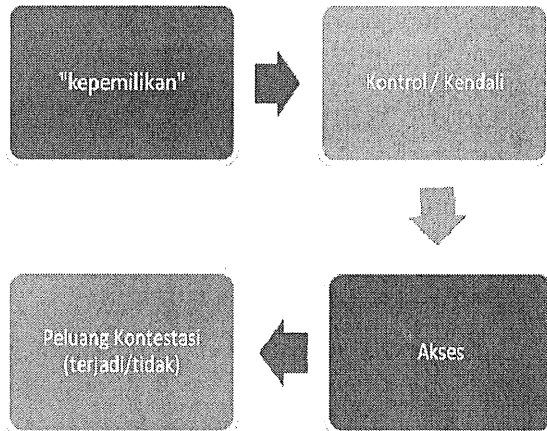 "kepemilikan"
Kontrol / Kendali
Akses
Peluang Kontestasi
(terjadi/tidak)